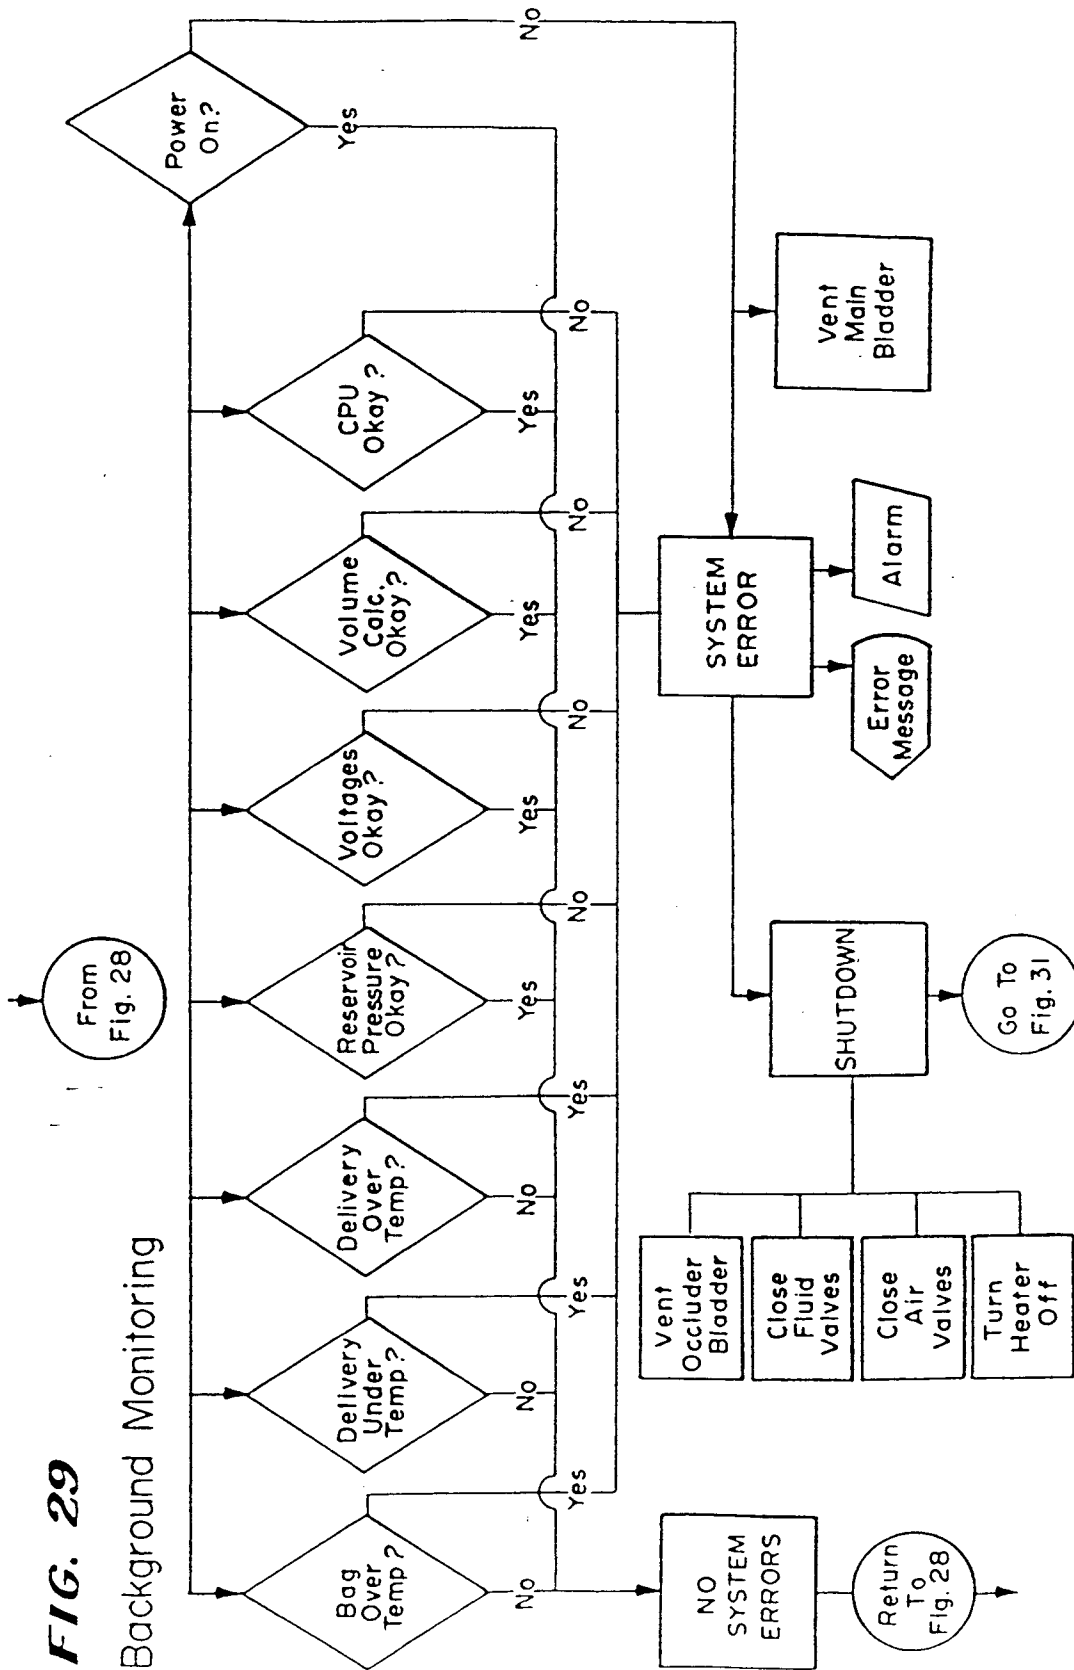 FIG. 29
Background Monitoring
From
Fig. 28
Bag
Over
Temp?
No
Yes
Delivery
Under
Temp?
No
Yes
Delivery
Over
Temp?
No
Yes
Reservoir
Pressure
Okay?
Yes
No
Voltages
Okay?
Yes
No
Volume
Calc.
Okay?
Yes
No
CPU
Okay?
Yes
No
Power
On?
Yes
No
NO
SYSTEM
ERRORS
Return
To
Fig. 28
Vent
Occluder
Bladder
Close
Fluid
Valves
Close
Air
Valves
Turn
Heater
Off
SHUTDOWN
Go To
Fig. 31
SYSTEM
ERROR
Error
Message
Alarm
Vent
Main
Bladder